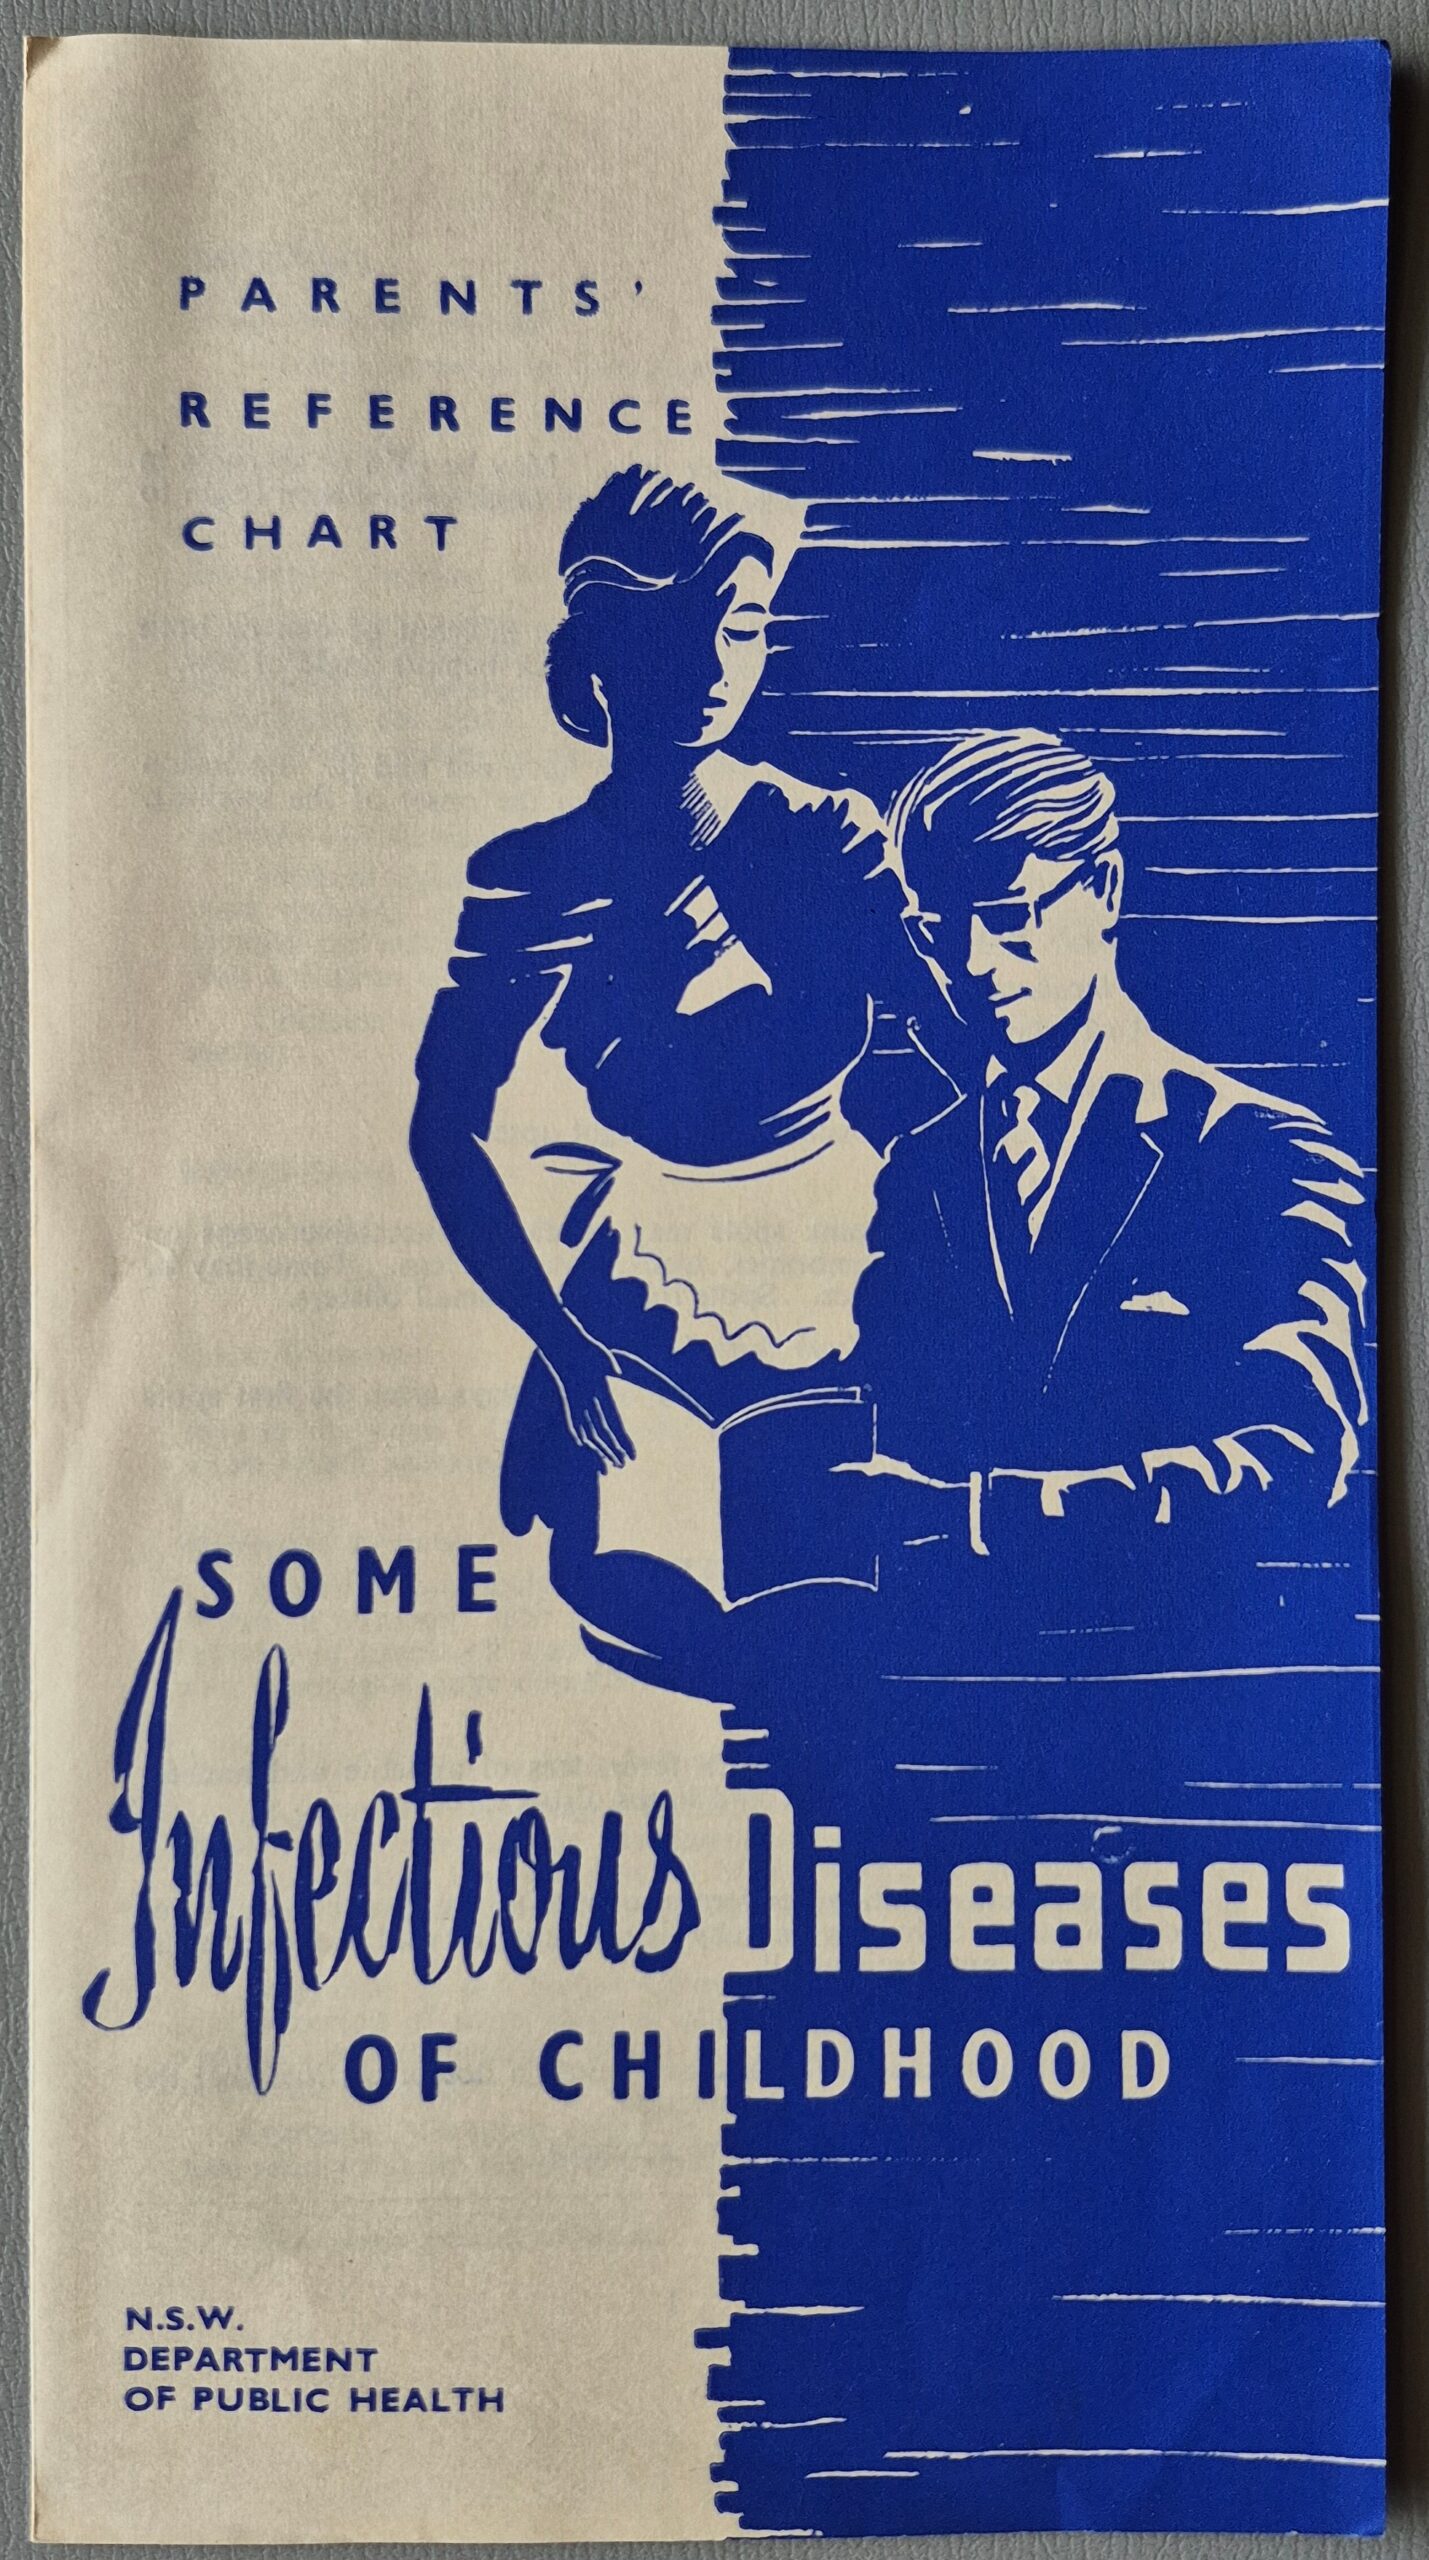 PARENTS'
REFERENCE
CHART
SOME
Infectious Diseases
OF CHILDHOOD
N.S.W.
DEPARTMENT
OF PUBLIC HEALTH